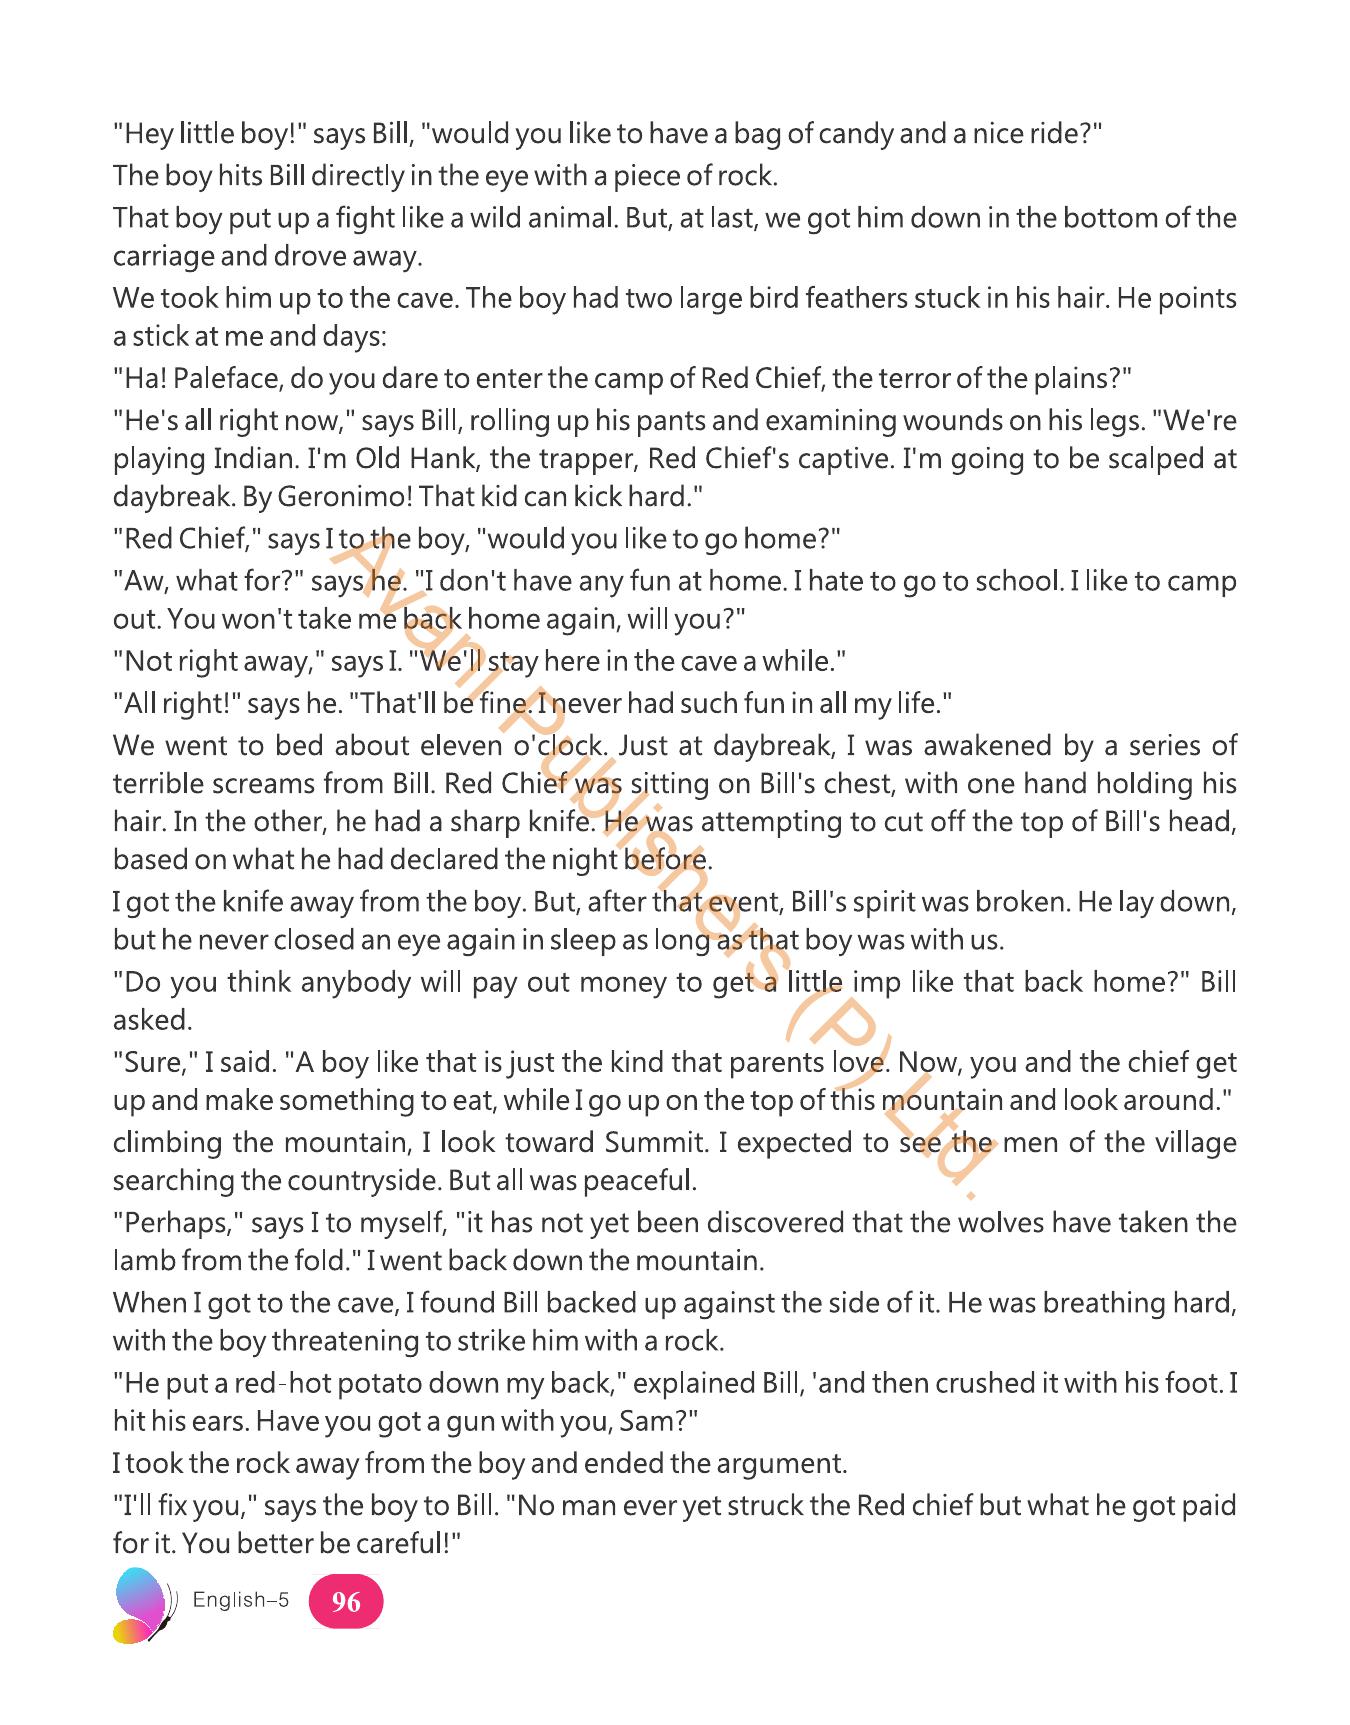 "Hey little boy!" says Bill, "would you like to have a bag of candy and a nice ride?"
The boy hits Bill directly in the eye with a piece of rock.
That boy put up a fight like a wild animal. But, at last, we got him down in the bottom of the
carriage and drove away.
We took him up to the cave. The boy had two large bird feathers stuck in his hair. He points
a stick at me and days:
"Ha! Paleface, do you dare to enter the camp of Red Chief, the terror of the plains?"
"He's all right now," says Bill, rolling up his pants and examining wounds on his legs. "We're
playing Indian. I'm Old Hank, the trapper, Red Chief's captive. I'm going to be scalped at
daybreak. By Geronimo! That kid can kick hard."
"Red Chief," says I to the boy, "would you like to go home?"
"Aw, what for?" says he. "I don't have any fun at home. I hate to go to school. I like to camp
out. You won't take me back home again, will you?"
"Not right away," says I. "We'll stay here in the cave a while."
"All right!" says he. "That'll be fine. I never had such fun in all my life."
We went to bed about eleven o'clock. Just at daybreak, I was awakened by a series of
terrible screams from Bill. Red Chief was sitting on Bill's chest, with one hand holding his
hair. In the other, he had a sharp knife. He was attempting to cut off the top of Bill's head,
based on what he had declared the night before.
I got the knife away from the boy. But, after that event, Bill's spirit was broken. He lay down,
but he never closed an eye again in sleep as long as that boy was with us.
"Do you think anybody will pay out money to get a little imp like that back home?" Bill
asked.
"Sure," I said. "A boy like that is just the kind that parents love. Now, you and the chief get
up and make something to eat, while I go up on the top of this mountain and look around."
climbing the mountain, I look toward Summit. I expected to see the men of the village
searching the countryside. But all was peaceful.
"Perhaps," says I to myself, "it has not yet been discovered that the wolves have taken the
lamb from the fold." I went back down the mountain.
When I got to the cave, I found Bill backed up against the side of it. He was breathing hard,
with the boy threatening to strike him with a rock.
"He put a red-hot potato down my back," explained Bill, 'and then crushed it with his foot. I
hit his ears. Have you got a gun with you, Sam?"
I took the rock away from the boy and ended the argument.
"I'll fix you," says the boy to Bill. "No man ever yet struck the Red chief but what he got paid
for it. You better be careful!"
English–5
96
Avani Publishers (P) Ltd.